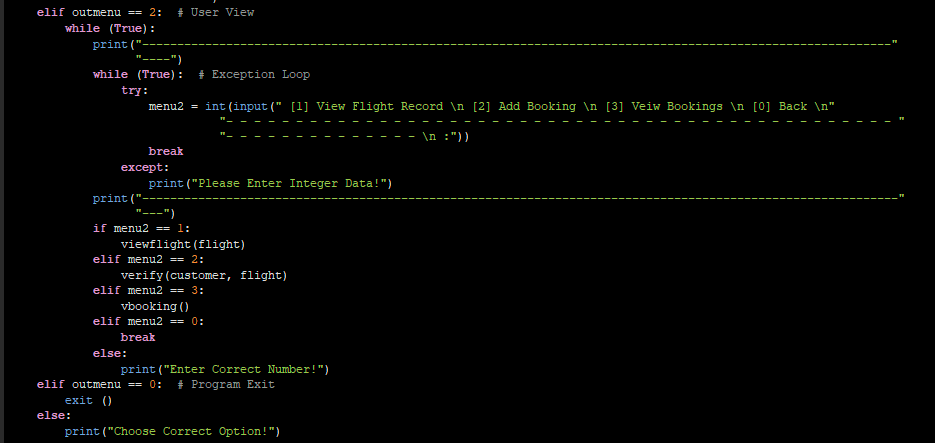 elif outmenu == 2:  # User View
while (True):
print("------------------------------------------------------------------------------------------------------------"
"----")
while (True):  # Exception Loop
try:
menu2 = int(input(" [1] View Flight Record \n [2] Add Booking \n [3] Veiw Bookings \n [0] Back \n"
"- - - - - - - - - - - - - - - - - - - - - - - - - - - - - - - - - - - - - - - - - - - - - - - - "
"- - - - - - - - - - - - - - \n :"))
break
except:
print("Please Enter Integer Data!")
print("-------------------------------------------------------------------------------------------------------------"
"---")
if menu2 == 1:
viewflight(flight)
elif menu2 == 2:
verify(customer, flight)
elif menu2 == 3:
vbooking()
elif menu2 == 0:
break
else:
print("Enter Correct Number!")
elif outmenu == 0:  # Program Exit
exit ()
else:
print("Choose Correct Option!")